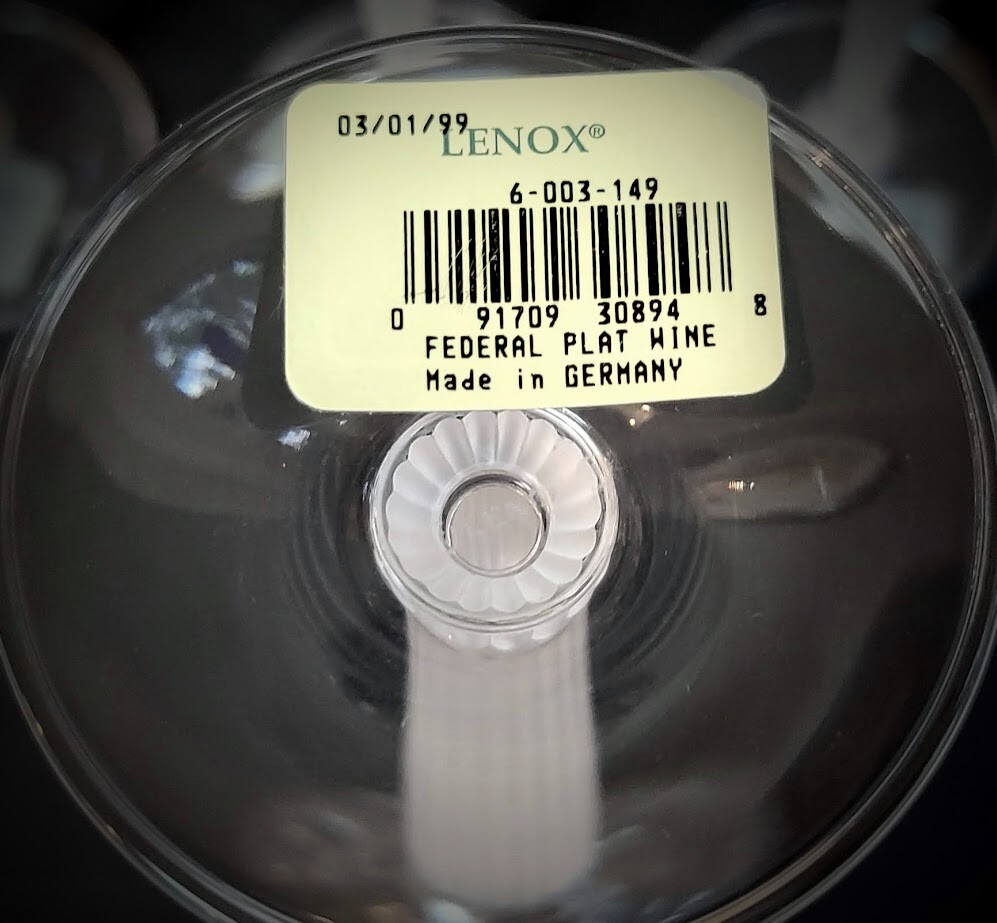 03/01/99
LENOX®
6-003-149
0 91709 30894 8
FEDERAL PLAT WINE
Made in GERMANY